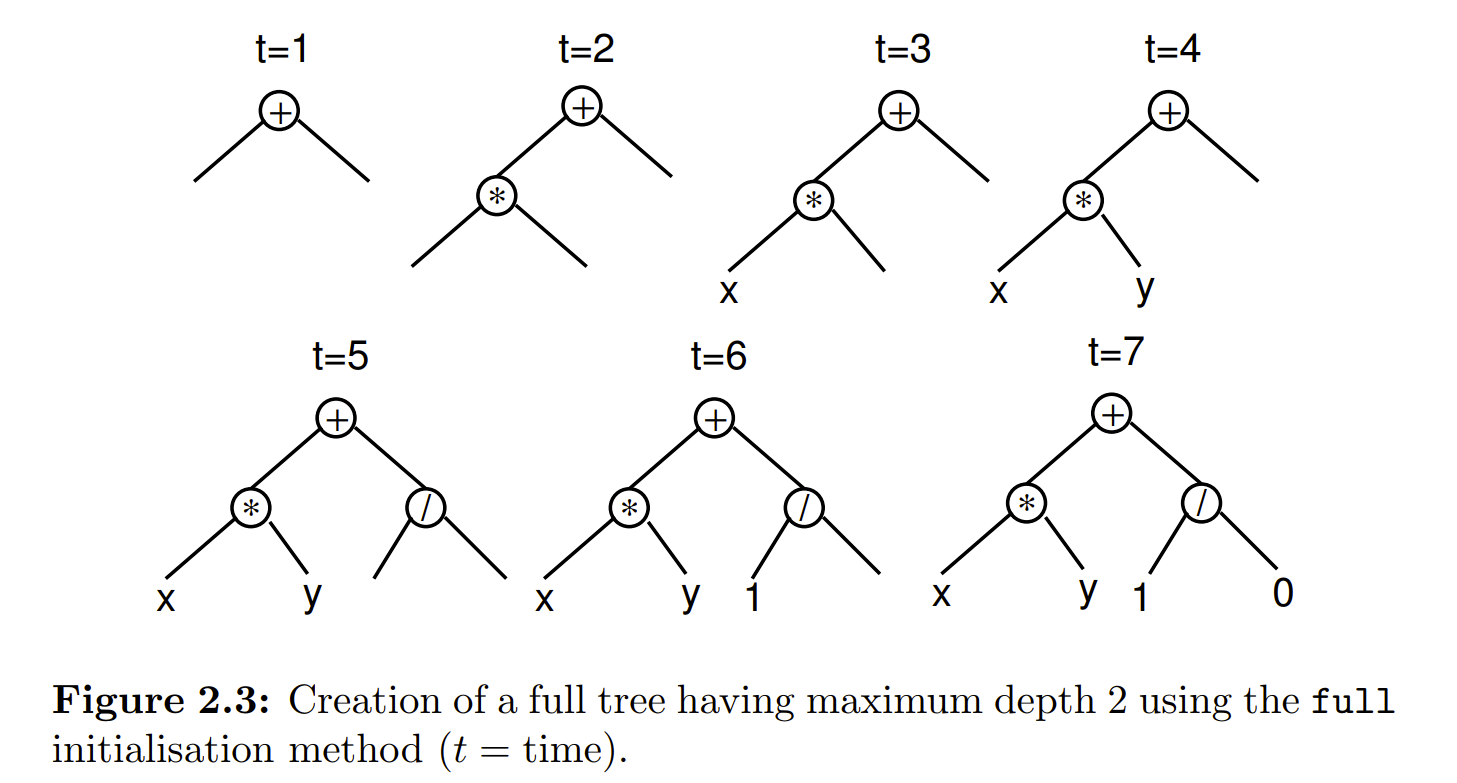 t=1 t=2 t=3 t=4
+ + + +
* * *
x x y
t=5 t=6 t=7
+ + +
* / * / * /
x y x y 1 x y 1 0
Figure 2.3: Creation of a full tree having maximum depth 2 using the full
initialisation method (t = time).